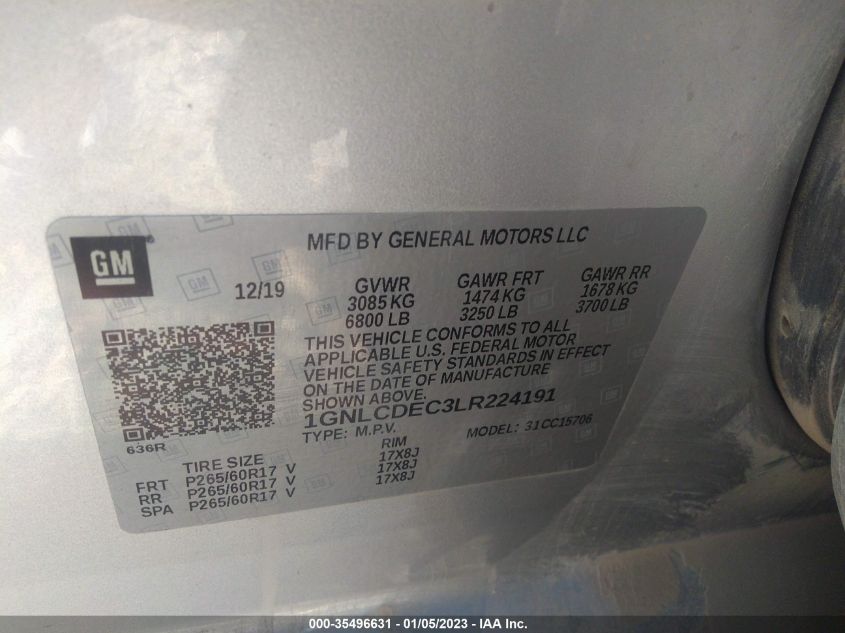 GM
MFD BY GENERAL MOTORS LLC
12/19
GVWR GAWR FRT GAWR RR
3085 KG 1474 KG 1678 KG
6800 LB 3250 LB 3700 LB
THIS VEHICLE CONFORMS TO ALL
APPLICABLE U.S. FEDERAL MOTOR
VEHICLE SAFETY STANDARDS IN EFFECT
ON THE DATE OF MANUFACTURE
SHOWN ABOVE.
1GNLCDEC3LR224191
TYPE: M.P.V. MODEL: 31CC15706
636R
TIRE SIZE RIM
FRT P265/60R17 V 17X8J
RR P265/60R17 V 17X8J
SPA P265/60R17 V 17X8J
000-35496631 - 01/05/2023 - IAA Inc.